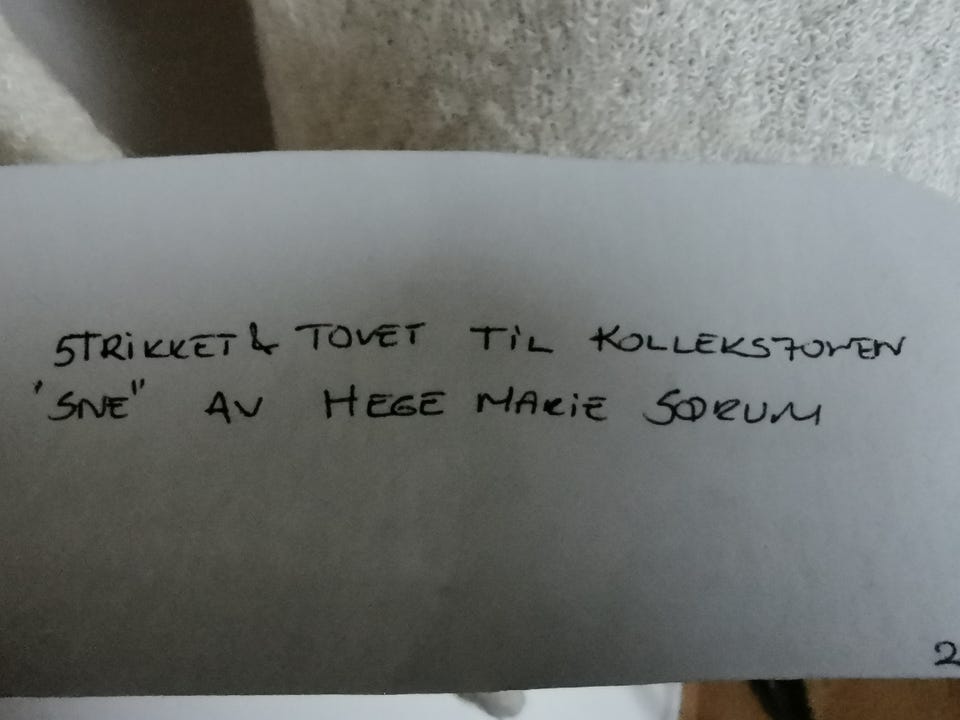 STRIKKET & TOVET TIL KOLLEKSJONEN
"SNE" AV HEGE MARIE SØRUM
2